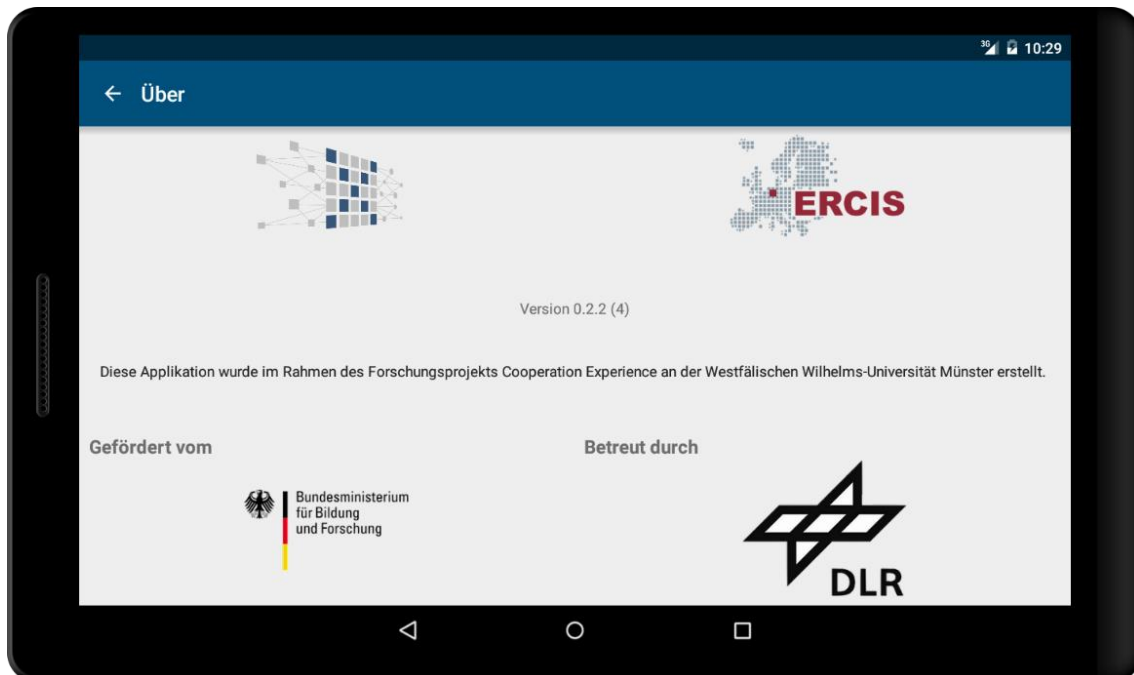 3G 10:29
Über
ERCIS
Version 0.2.2 (4)
Diese Applikation wurde im Rahmen des Forschungsprojekts Cooperation Experience an der Westfälischen Wilhelms-Universität Münster erstellt.
Gefördert vom
Bundesministerium
für Bildung
und Forschung
Betreut durch
DLR